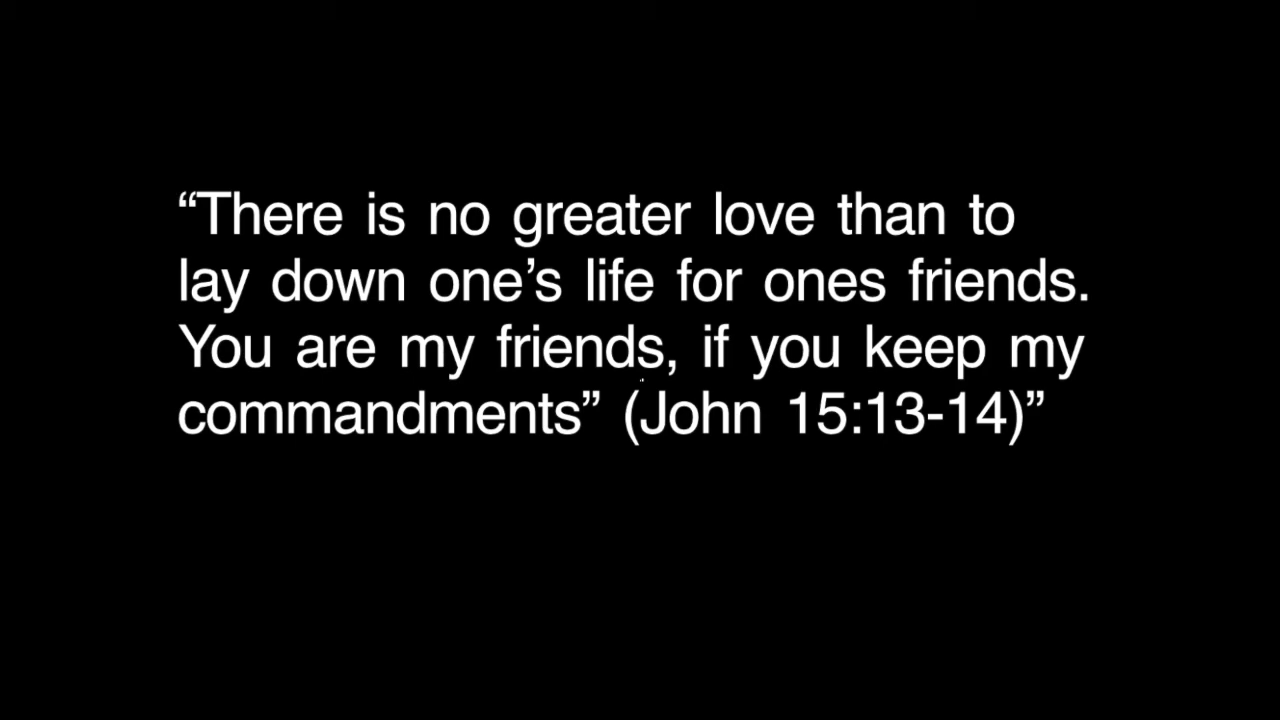 “There is no greater love than to
lay down one’s life for ones friends.
You are my friends, if you keep my
commandments” (John 15:13-14)”